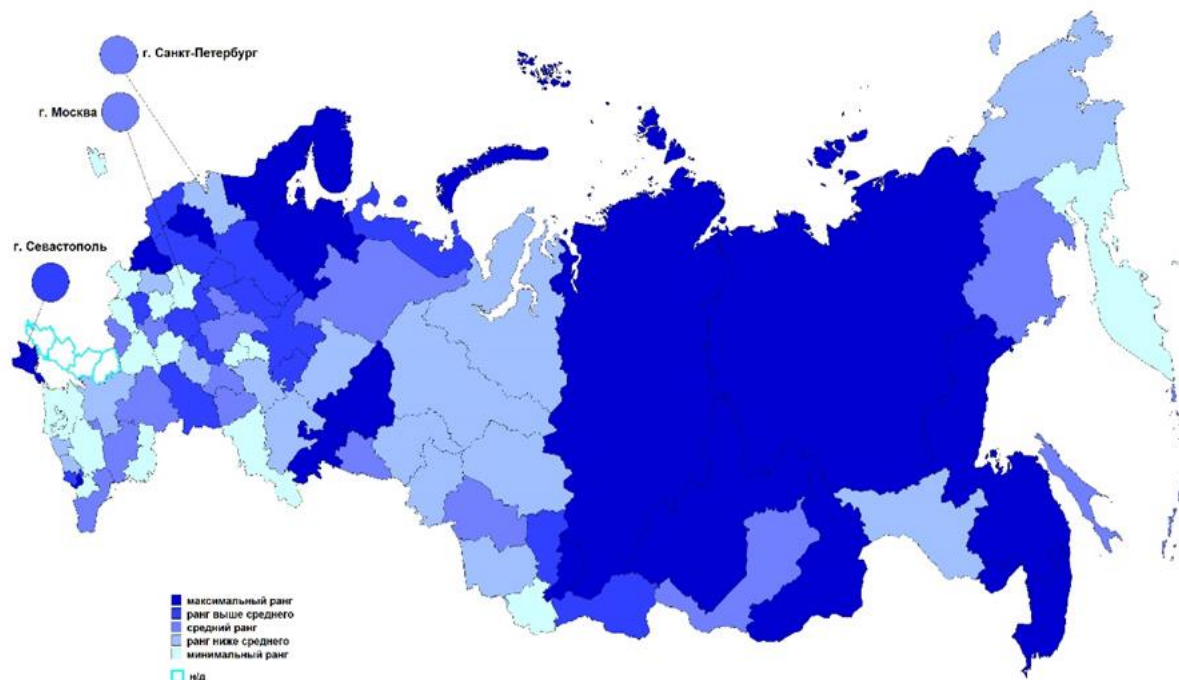 г. Санкт-Петербург
г. Москва
г. Севастополь
максимальный ранг
ранг выше среднего
средний ранг
ранг ниже среднего
минимальный ранг
н/д